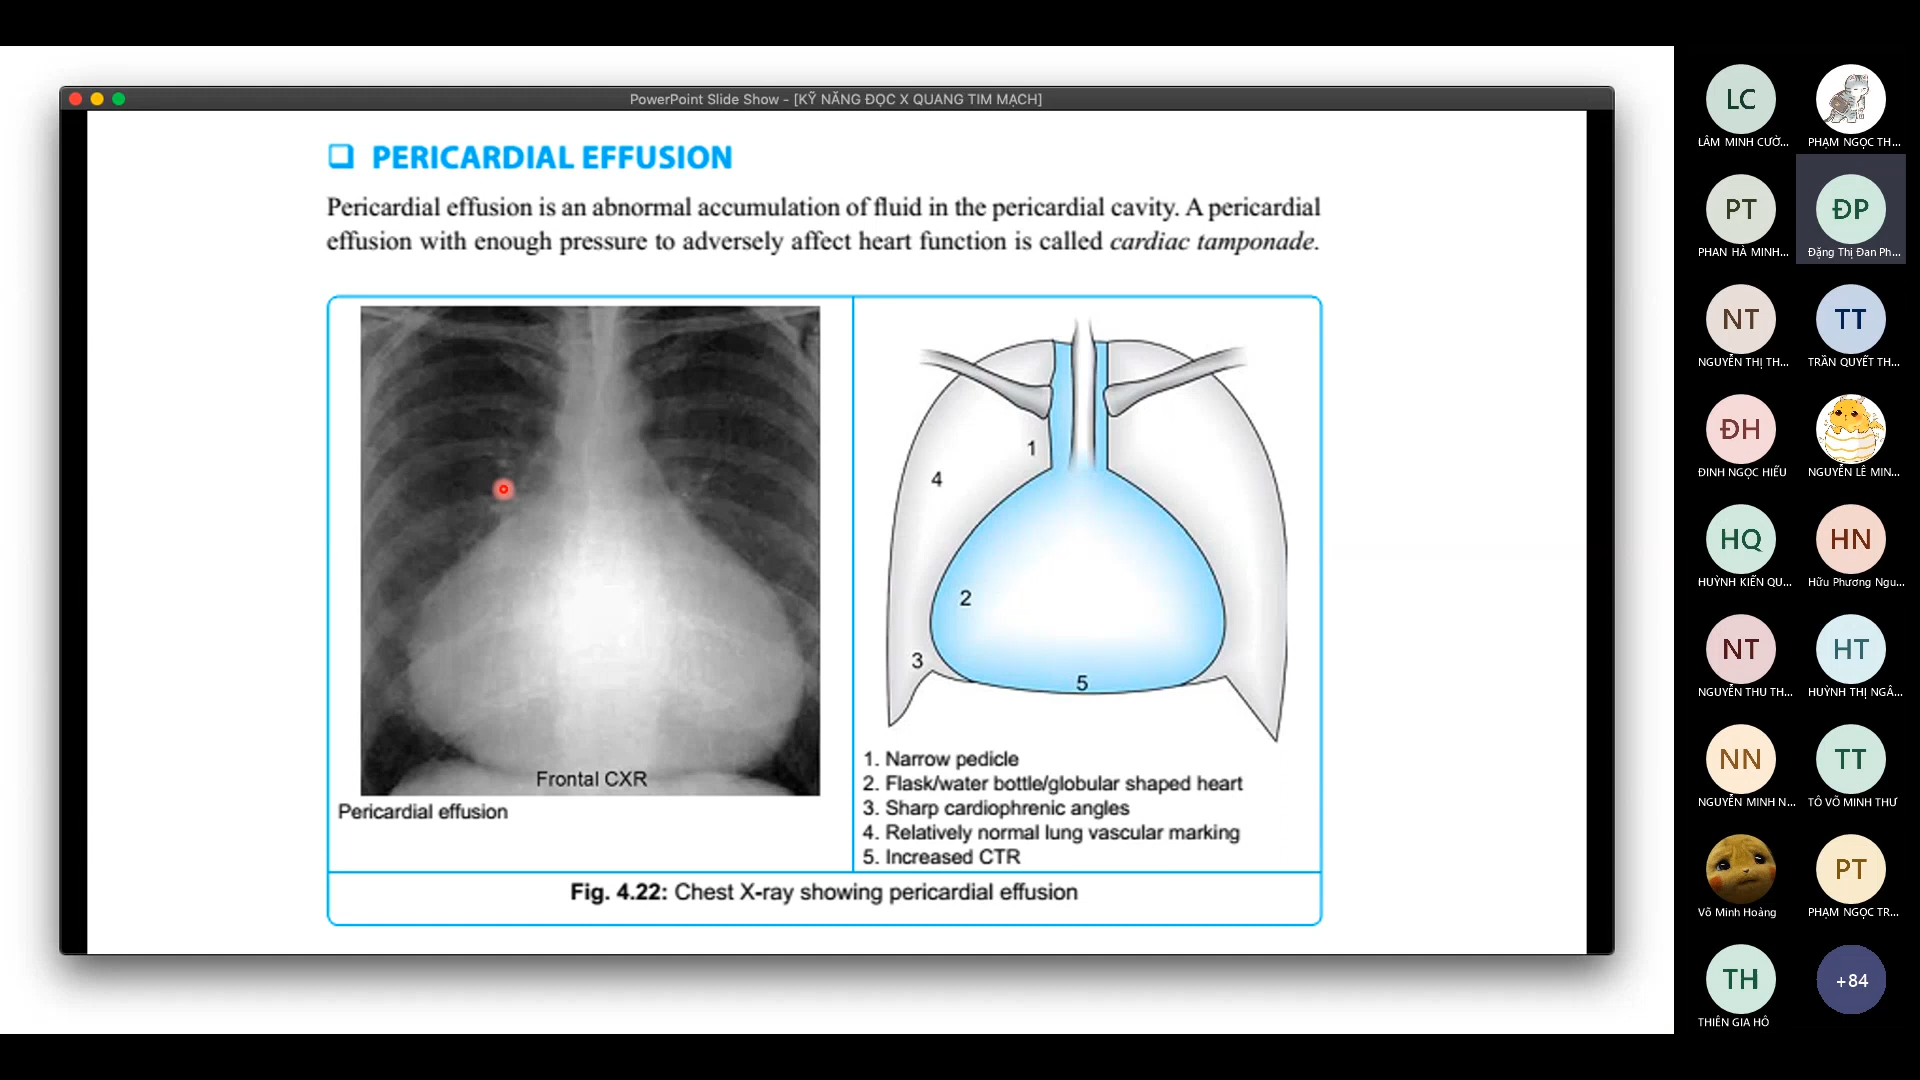 PowerPoint Slide Show - [KỸ NĂNG ĐỌC X QUANG TIM MẠCH]
PERICARDIAL EFFUSION
Pericardial effusion is an abnormal accumulation of fluid in the pericardial cavity. A pericardial
effusion with enough pressure to adversely affect heart function is called cardiac tamponade.
Frontal CXR
Pericardial effusion
1
4
2
3
5
1. Narrow pedicle
2. Flask/water bottle/globular shaped heart
3. Sharp cardiophrenic angles
4. Relatively normal lung vascular marking
5. Increased CTR
Fig. 4.22: Chest X-ray showing pericardial effusion
LC
LÂM MINH CƯỜ...
PHẠM NGỌC TH...
PT
PHAN HÀ MINH...
ĐP
Đặng Thị Đan Ph...
NT
NGUYỄN THỊ TH...
TT
TRẦN QUYẾT TH...
ĐH
ĐINH NGỌC HIẾU
NGUYỄN LÊ MIN...
HQ
HUỲNH KIẾN QU...
HN
Hữu Phương Ngu...
NT
NGUYỄN THU TH...
HT
HUỲNH THỊ NGÂ...
NN
NGUYỄN MINH N...
TT
TÔ VÕ MINH THƯ
Võ Minh Hoàng
PT
PHẠM NGỌC TR...
TH
THIÊN GIA HỒ
+84